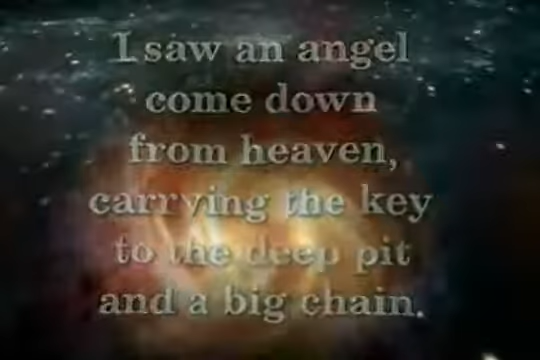 I saw an angel
come down
from heaven,
carrying the key
to the deep pit
and a big chain.